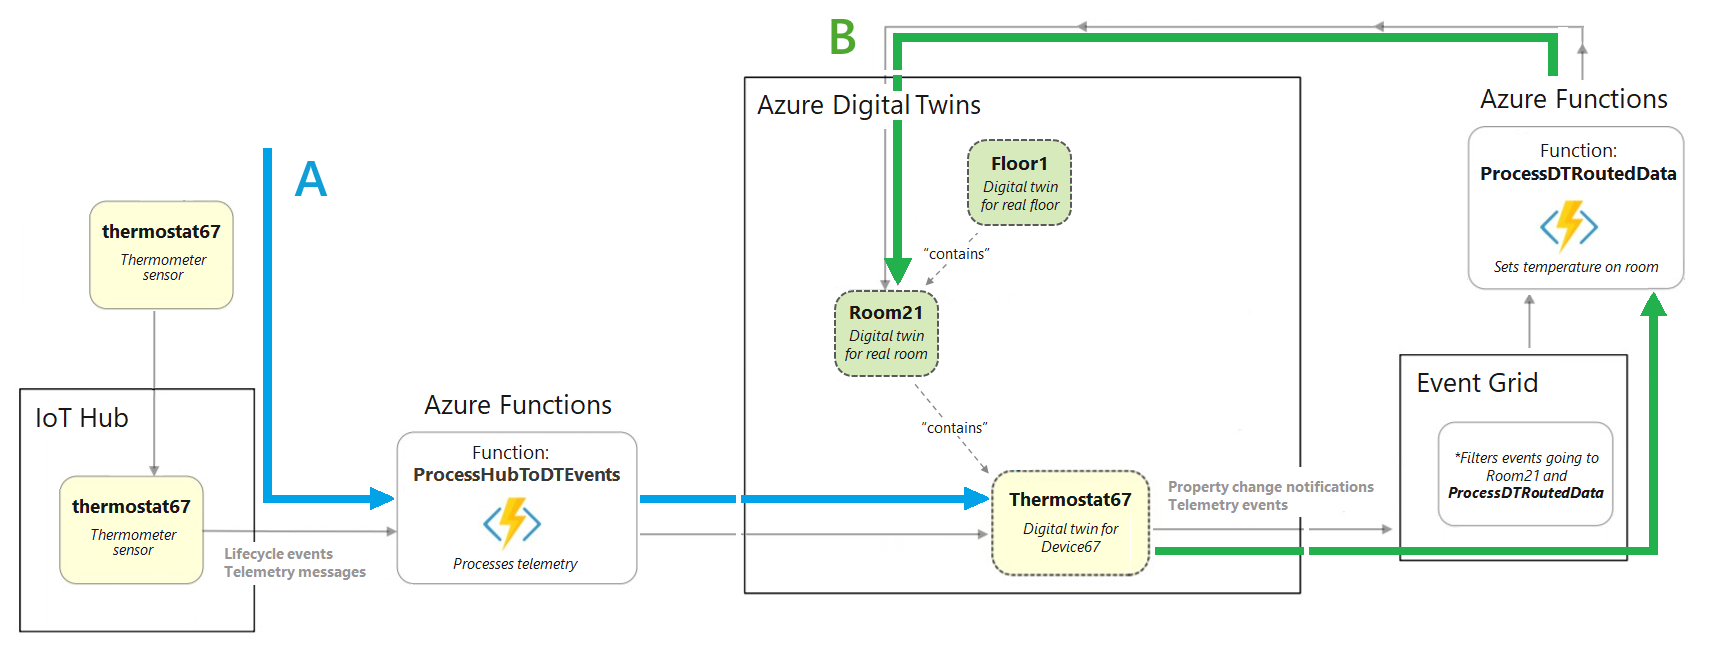 B
A
thermostat67
Thermometer
sensor
IoT Hub
thermostat67
Thermometer
sensor
Lifecycle events
Telemetry messages
Azure Functions
Function:
ProcessHubToDTEvents
Processes telemetry
Azure Digital Twins
Floor1
Digital twin
for real floor
“contains”
Room21
Digital twin
for real room
“contains”
Thermostat67
Digital twin for
Device67
Property change notifications
Telemetry events
Event Grid
*Filters events going to
Room21 and
ProcessDTRoutedData
Azure Functions
Function:
ProcessDTRoutedData
Sets temperature on room